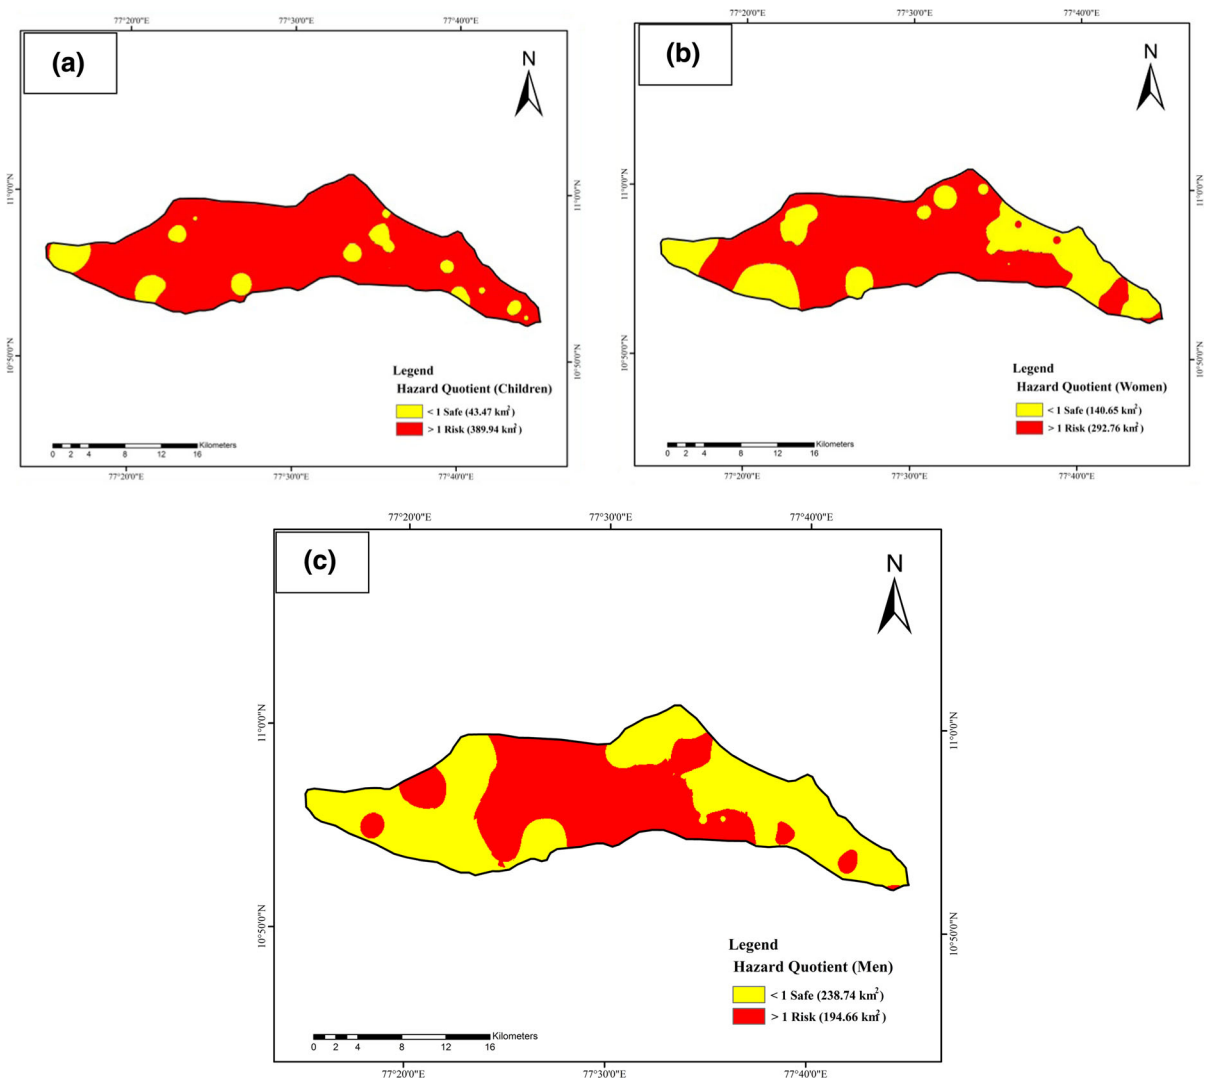 77°20'0"E 77°30'0"E 77°40'0"E
(a)
N
11°0'0"N 11°0'0"N
10°50'0"N 10°50'0"N
Legend
Hazard Quotient (Children)
< 1 Safe (43.47 km²)
> 1 Risk (389.94 km²)
Kilometers
0 2 4 8 12 16
77°20'0"E 77°30'0"E 77°40'0"E
77°20'0"E 77°30'0"E 77°40'0"E
(b)
N
11°0'0"N 11°0'0"N
10°50'0"N 10°50'0"N
Legend
Hazard Quotient (Women)
< 1 Safe (140.65 km²)
> 1 Risk (292.76 km²)
Kilometers
0 2 4 8 12 16
77°20'0"E 77°30'0"E 77°40'0"E
77°20'0"E 77°30'0"E 77°40'0"E
(c)
N
11°0'0"N 11°0'0"N
10°50'0"N 10°50'0"N
Legend
Hazard Quotient (Men)
< 1 Safe (238.74 km²)
> 1 Risk (194.66 km²)
Kilometers
0 2 4 8 12 16
77°20'0"E 77°30'0"E 77°40'0"E